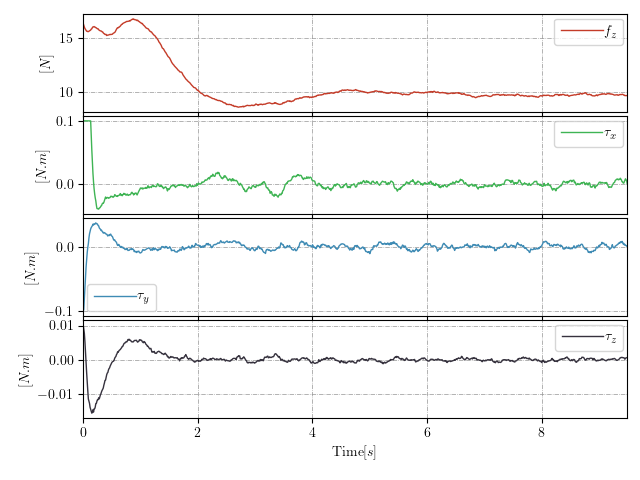 15
10
[N]
f_z
0.1
0.0
[N.m]
τ_x
0.0
−0.1
[N.m]
τ_y
0.01
0.00
−0.01
[N.m]
τ_z
0 2 4 6 8
Time[s]